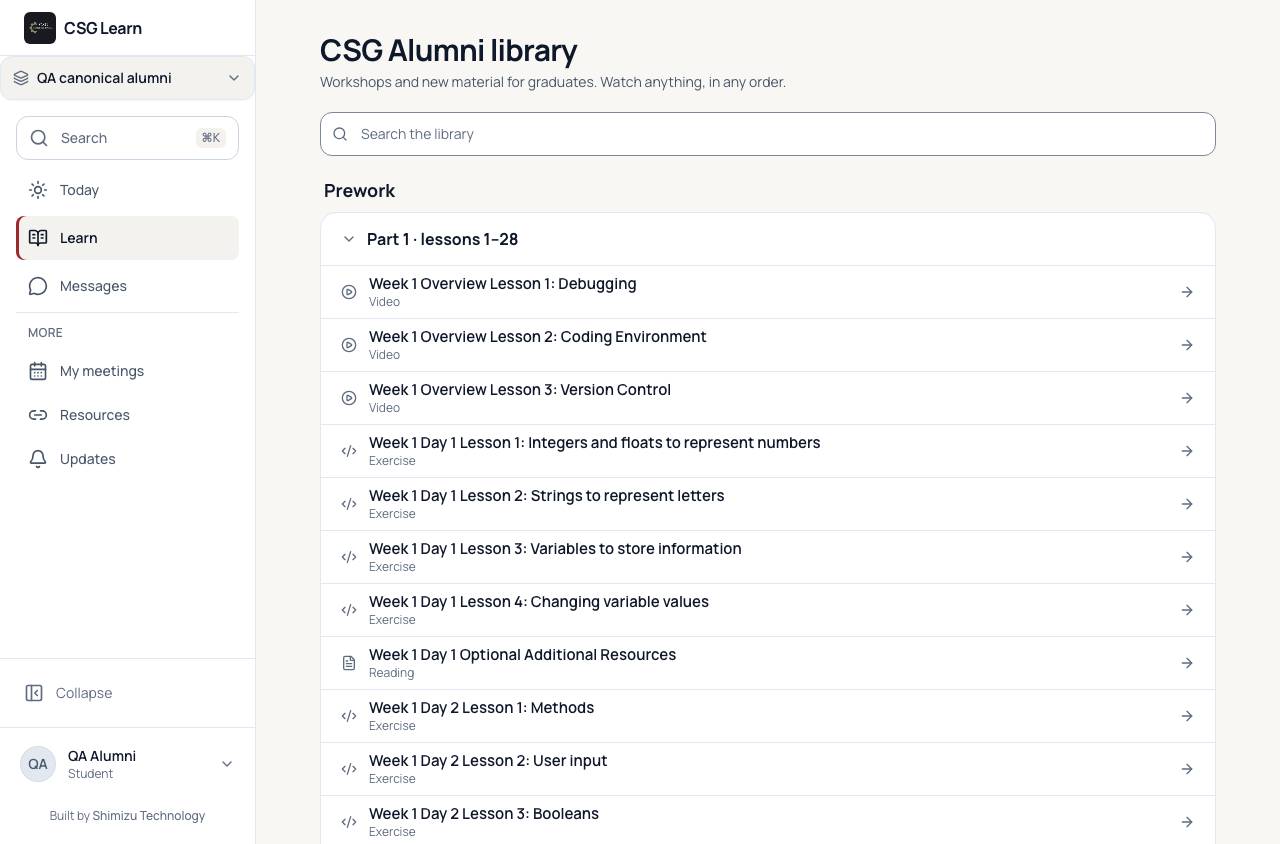 CSG Learn
QA canonical alumni
Search ⌘K
Today
Learn
Messages
MORE
My meetings
Resources
Updates
Collapse
QA
QA Alumni
Student
Built by Shimizu Technology
CSG Alumni library
Workshops and new material for graduates. Watch anything, in any order.
Search the library
Prework
Part 1 · lessons 1–28
Week 1 Overview Lesson 1: Debugging
Video
Week 1 Overview Lesson 2: Coding Environment
Video
Week 1 Overview Lesson 3: Version Control
Video
Week 1 Day 1 Lesson 1: Integers and floats to represent numbers
Exercise
Week 1 Day 1 Lesson 2: Strings to represent letters
Exercise
Week 1 Day 1 Lesson 3: Variables to store information
Exercise
Week 1 Day 1 Lesson 4: Changing variable values
Exercise
Week 1 Day 1 Optional Additional Resources
Reading
Week 1 Day 2 Lesson 1: Methods
Exercise
Week 1 Day 2 Lesson 2: User input
Exercise
Week 1 Day 2 Lesson 3: Booleans
Exercise